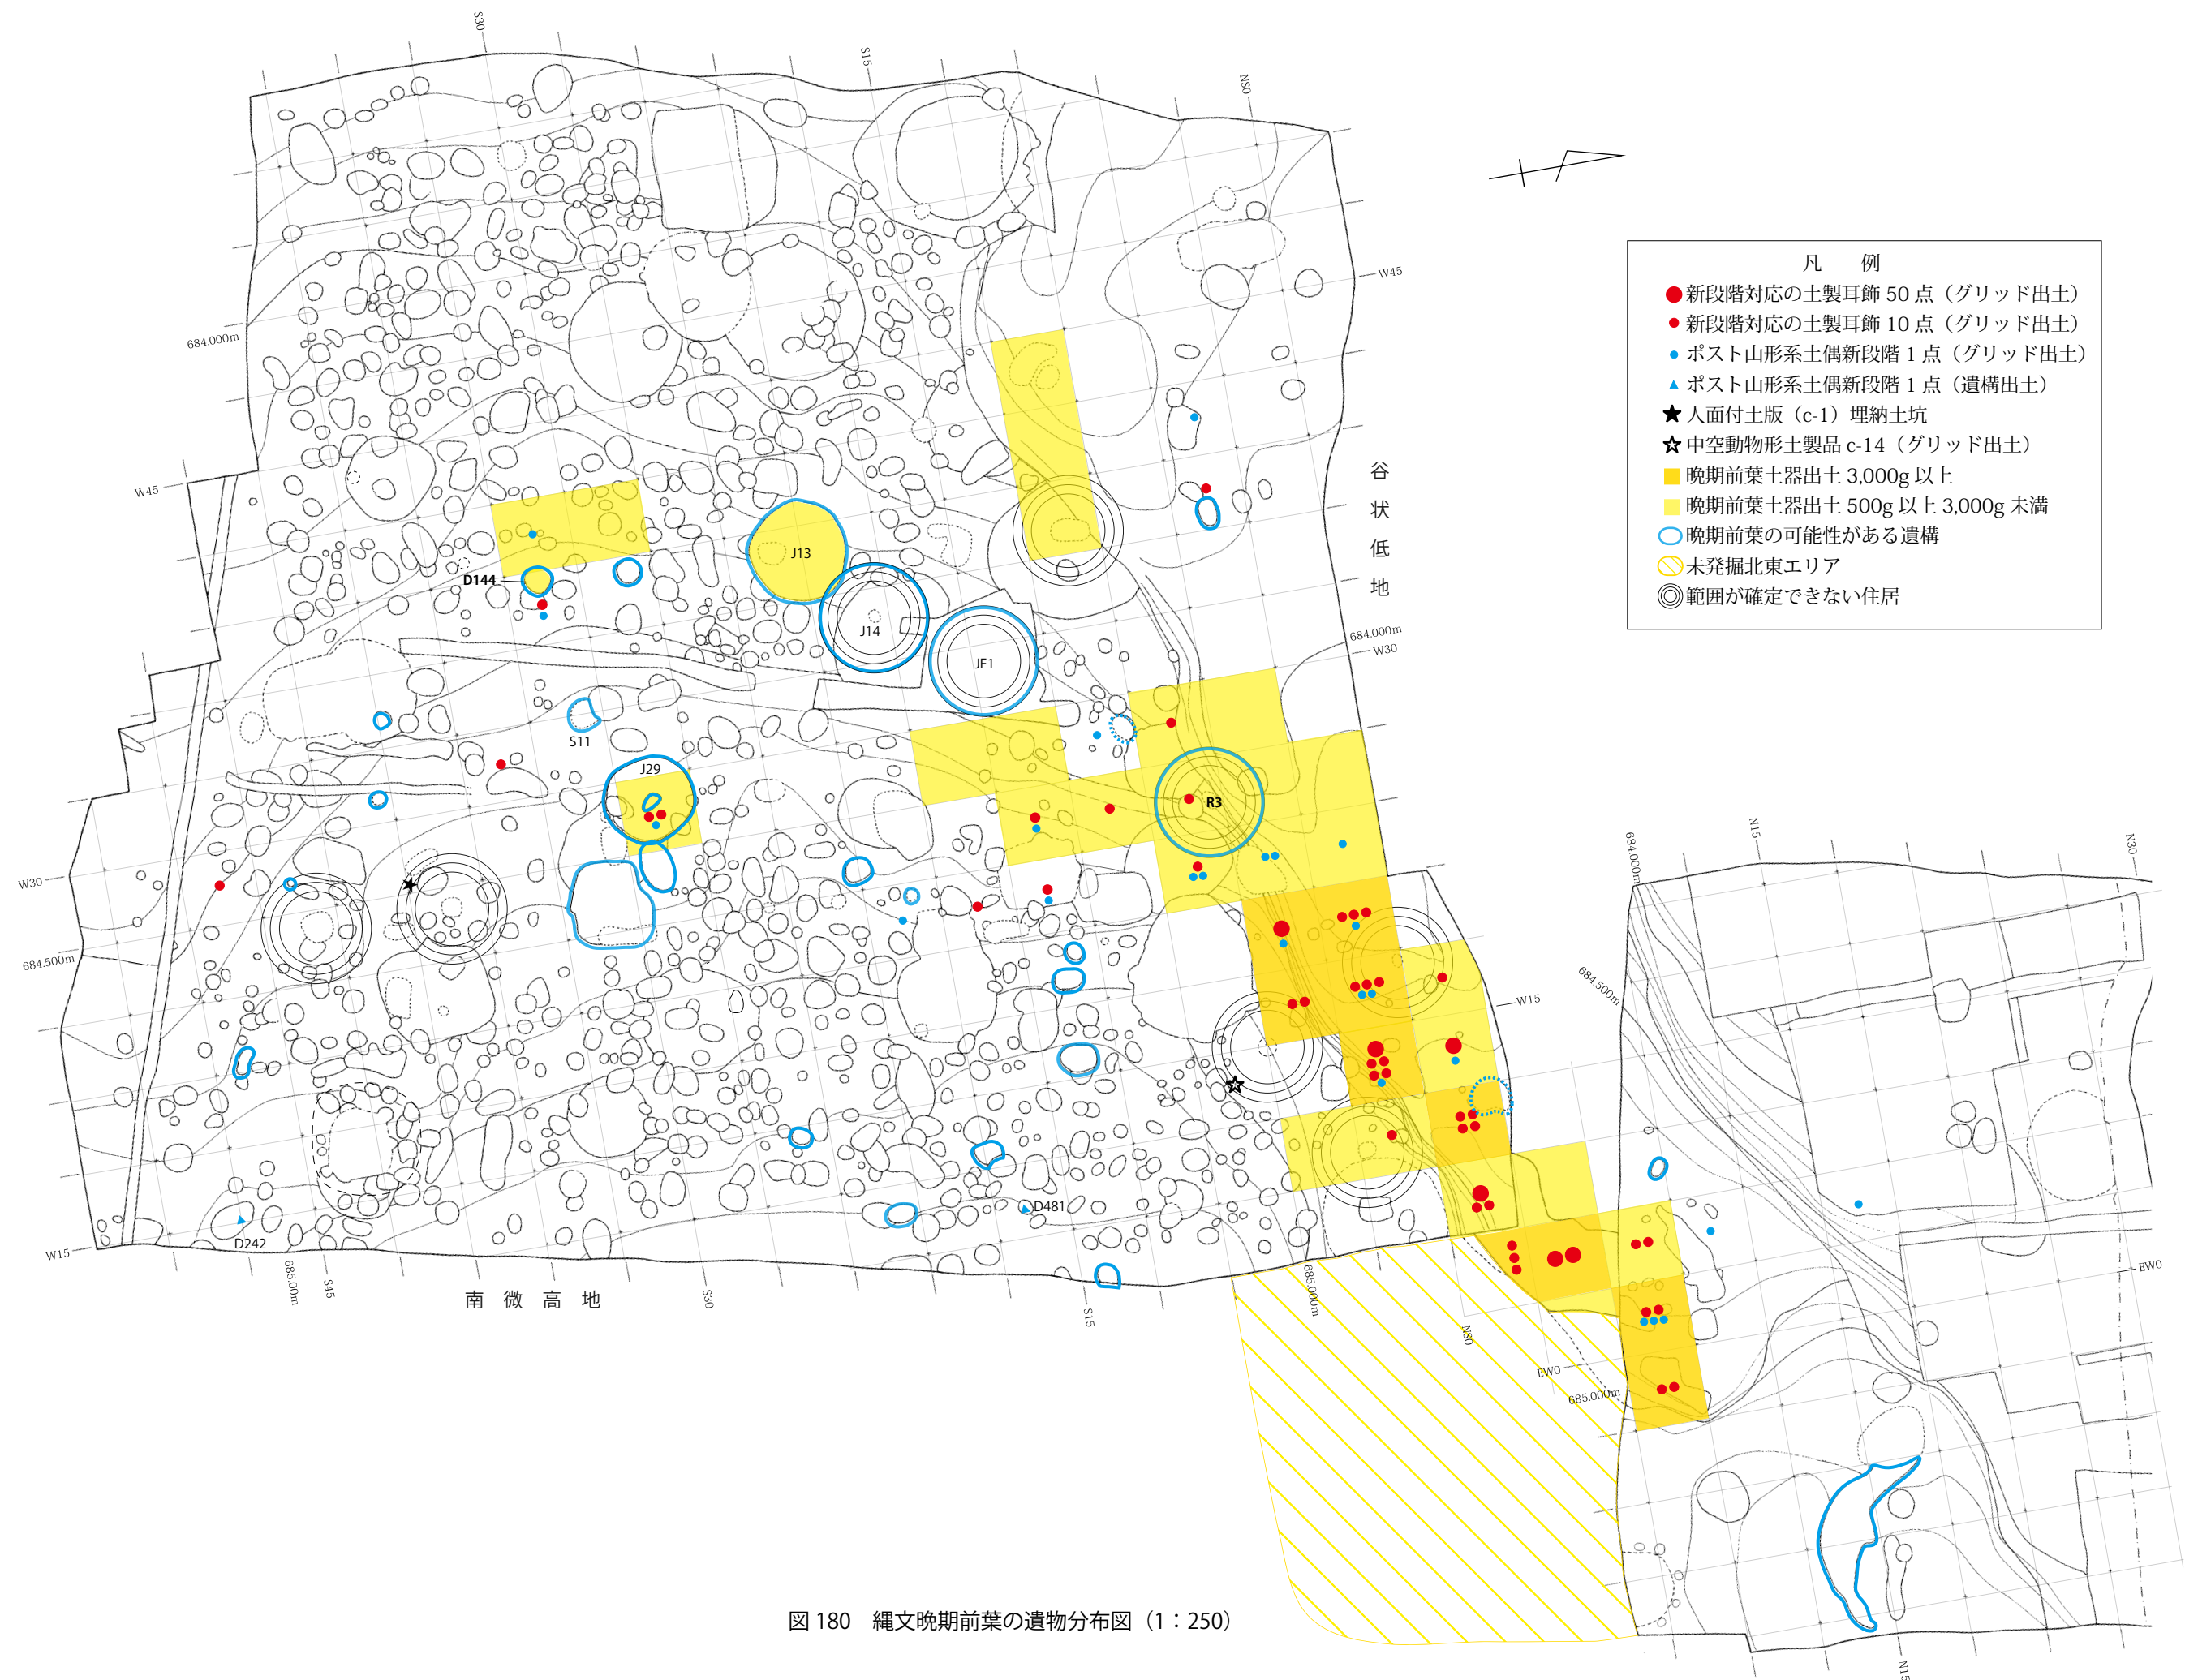 S30
S15
NS0
凡　例
新段階対応の土製耳飾 50 点（グリッド出土）
新段階対応の土製耳飾 10 点（グリッド出土）
ポスト山形系土偶新段階 1 点（グリッド出土）
ポスト山形系土偶新段階 1 点（遺構出土）
人面付土版（c-1）埋納土坑
中空動物形土製品 c-14（グリッド出土）
晩期前葉土器出土 3,000g 以上
晩期前葉土器出土 500g 以上 3,000g 未満
晩期前葉の可能性がある遺構
未発掘北東エリア
範囲が確定できない住居
W45
684.000m
W45
谷状低地
J13
D144
J14
684.000m
W30
JF1
S11
J29
R3
W30
684.500m
684.000m
N15
N30
684.500m
W15
D481
D242
W15
685.000m
S45
南微高地
S30
S15
685.000m
NS0
EW0
EW0
685.000m
図 180　縄文晩期前葉の遺物分布図（1：250）
N15